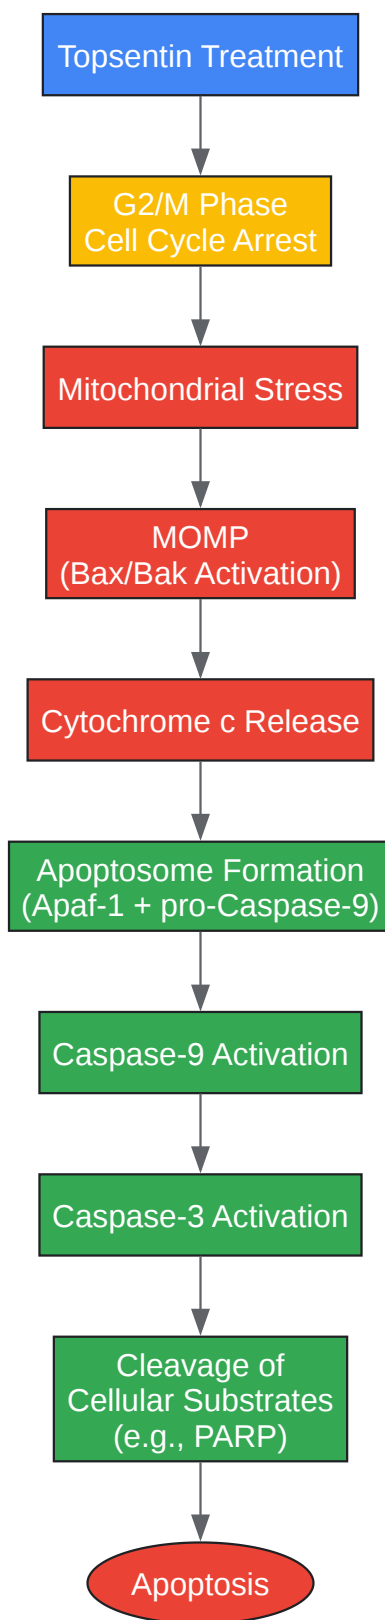 Topsentin Treatment
G2/M Phase
Cell Cycle Arrest
Mitochondrial Stress
MOMP
(Bax/Bak Activation)
Cytochrome c Release
Apoptosome Formation
(Apaf-1 + pro-Caspase-9)
Caspase-9 Activation
Caspase-3 Activation
Cleavage of
Cellular Substrates
(e.g., PARP)
Apoptosis